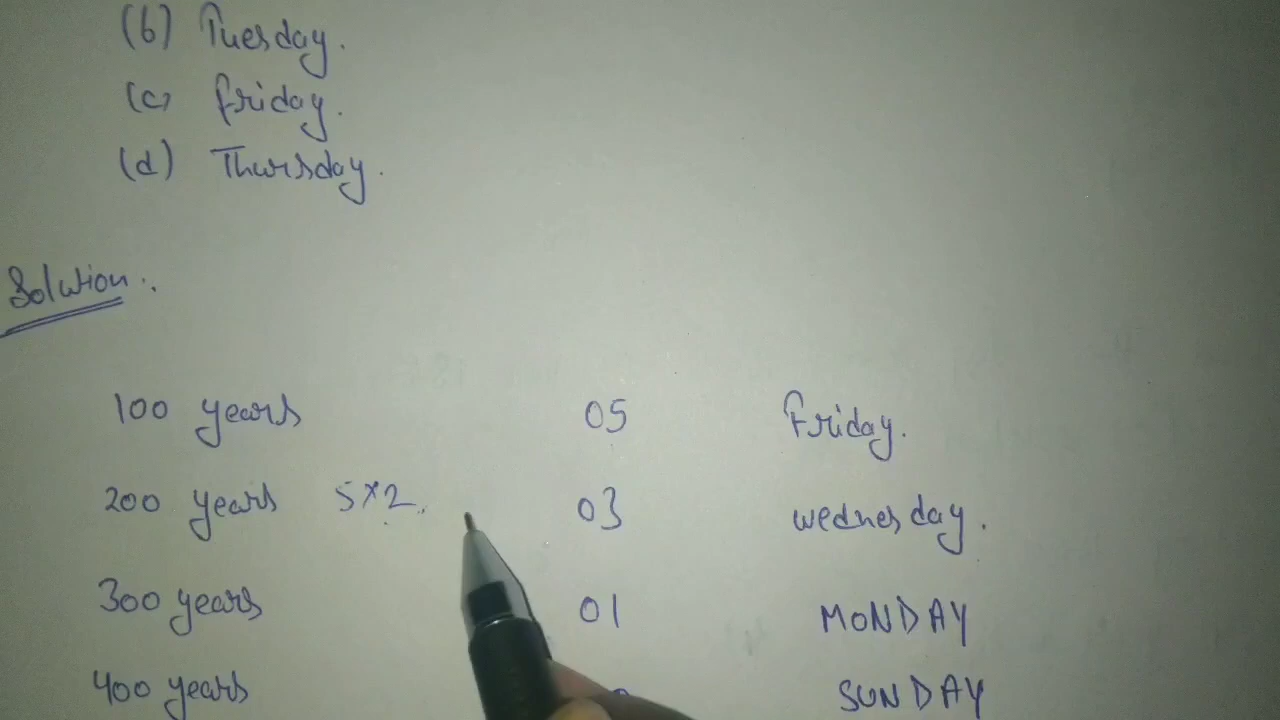 (b) Tuesday.
(c) friday.
(d) Thursday.
Solution:
100 years 05 Friday.
200 years 5×2. 03 wednesday.
300 years 01 MONDAY
400 years SUNDAY